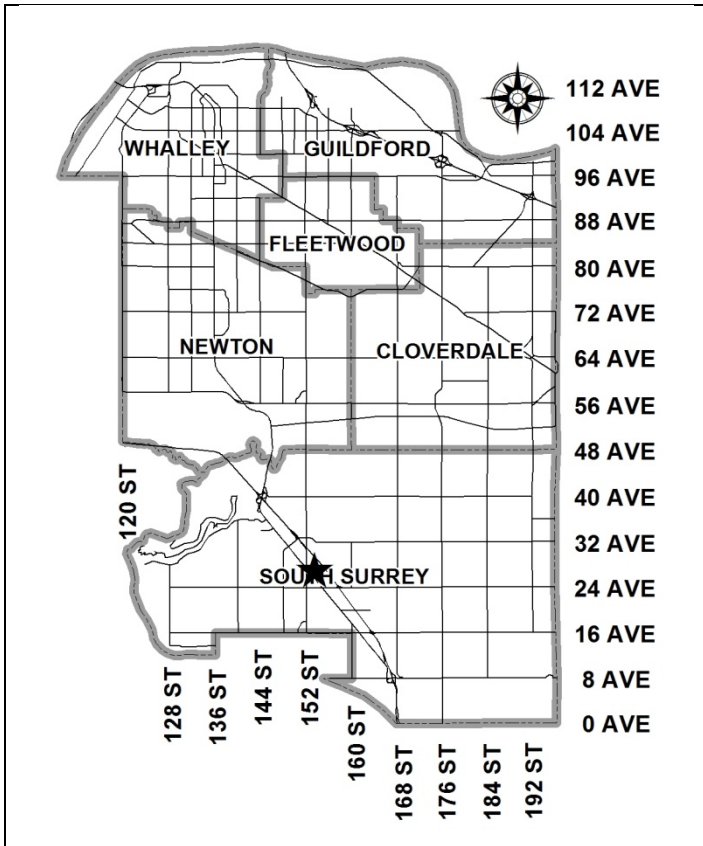 112 AVE
104 AVE
WHALLEY
GUILDFORD
96 AVE
88 AVE
FLEETWOOD
80 AVE
72 AVE
NEWTON
CLOVERDALE
64 AVE
56 AVE
48 AVE
120 ST
40 AVE
32 AVE
SOUTH SURREY
24 AVE
16 AVE
128 ST
136 ST
144 ST
152 ST
160 ST
8 AVE
0 AVE
168 ST
176 ST
184 ST
192 ST